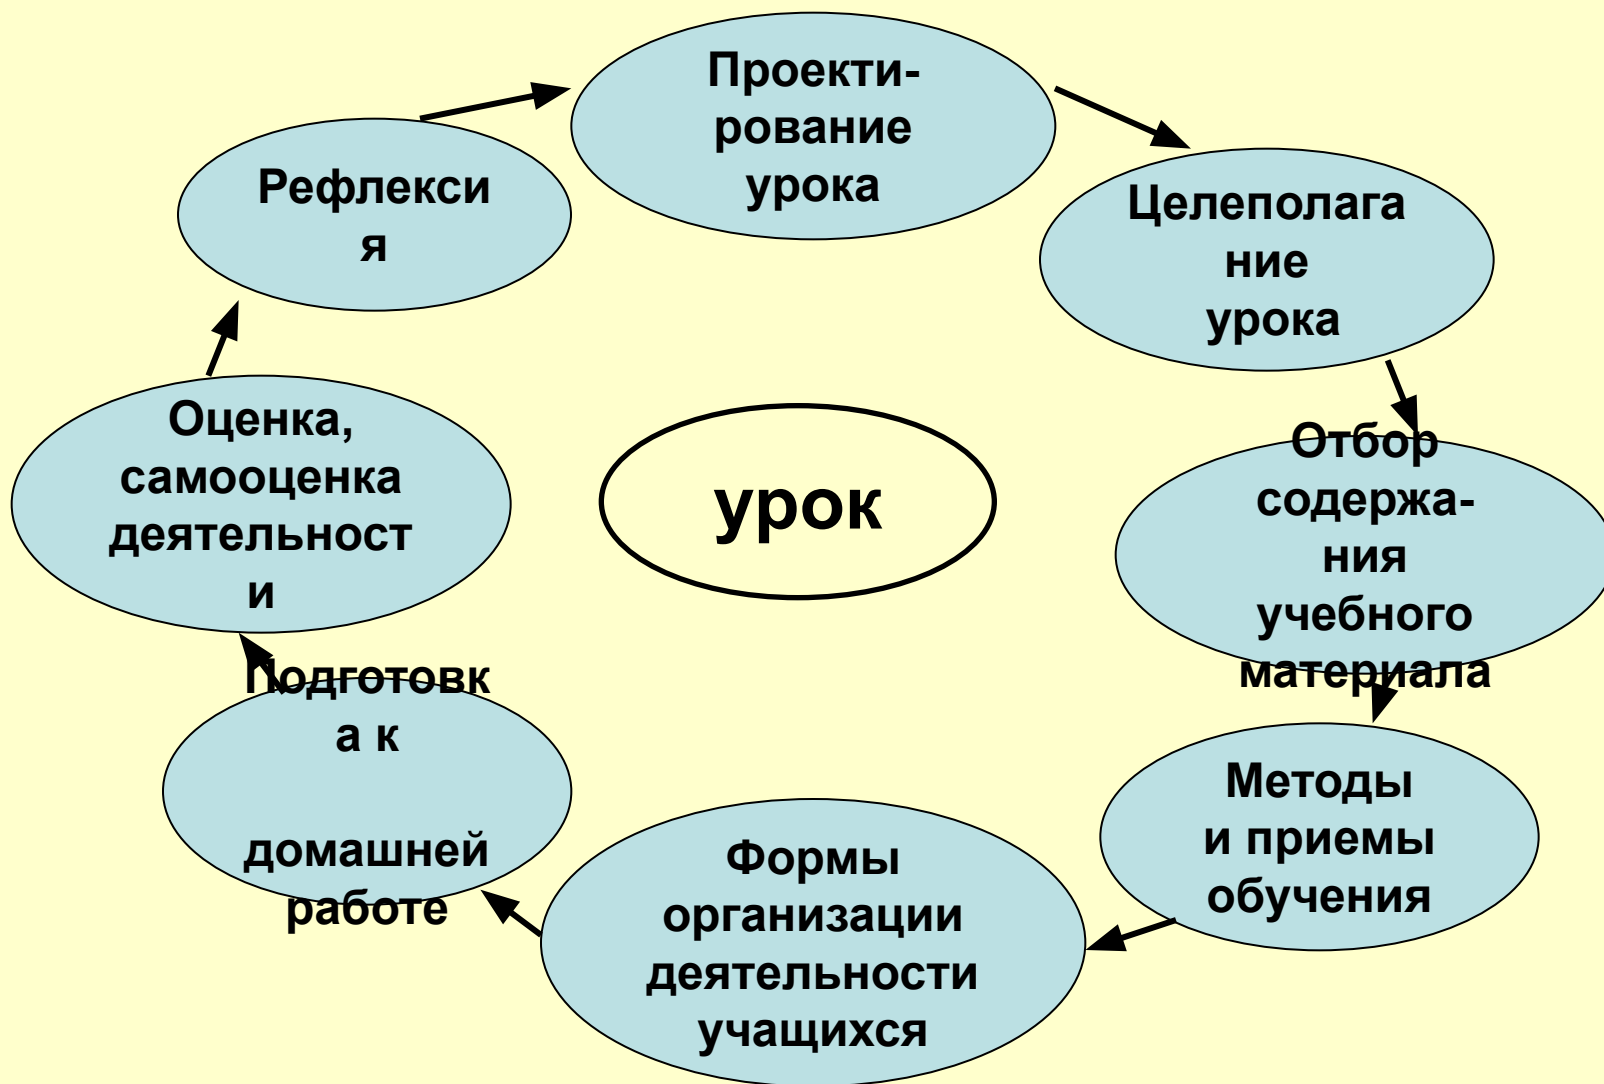 Проекти-
рование
урока
Целеполага
ние
урока
Отбор
содержа-
ния
учебного
материала
Методы
и приемы
обучения
Формы
организации
деятельности
учащихся
Подготовк
а к
домашней
работе
Оценка,
самооценка
деятельност
и
Рефлекси
я
урок